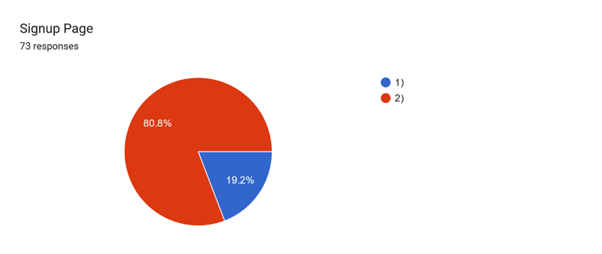 Signup Page
73 responses
1)
2)
80.8%
19.2%